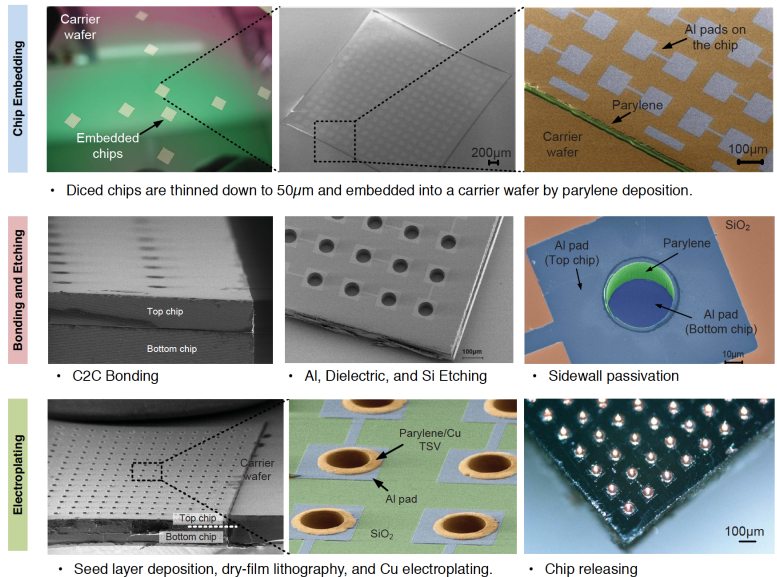 Chip Embedding
Carrier
wafer
Embedded
chips
200µm
Al pads on
the chip
Parylene
Carrier
wafer
100µm
• Diced chips are thinned down to 50µm and embedded into a carrier wafer by parylene deposition.
Bonding and Etching
Top chip
Bottom chip
100µm
SiO2
Al pad
(Top chip)
Parylene
Al pad
(Bottom chip)
10µm
• C2C Bonding
• Al, Dielectric, and Si Etching
• Sidewall passivation
Electroplating
Carrier
wafer
Top chip
Bottom chip
Parylene/Cu
TSV
Al pad
SiO2
100µm
• Seed layer deposition, dry-film lithography, and Cu electroplating.
• Chip releasing